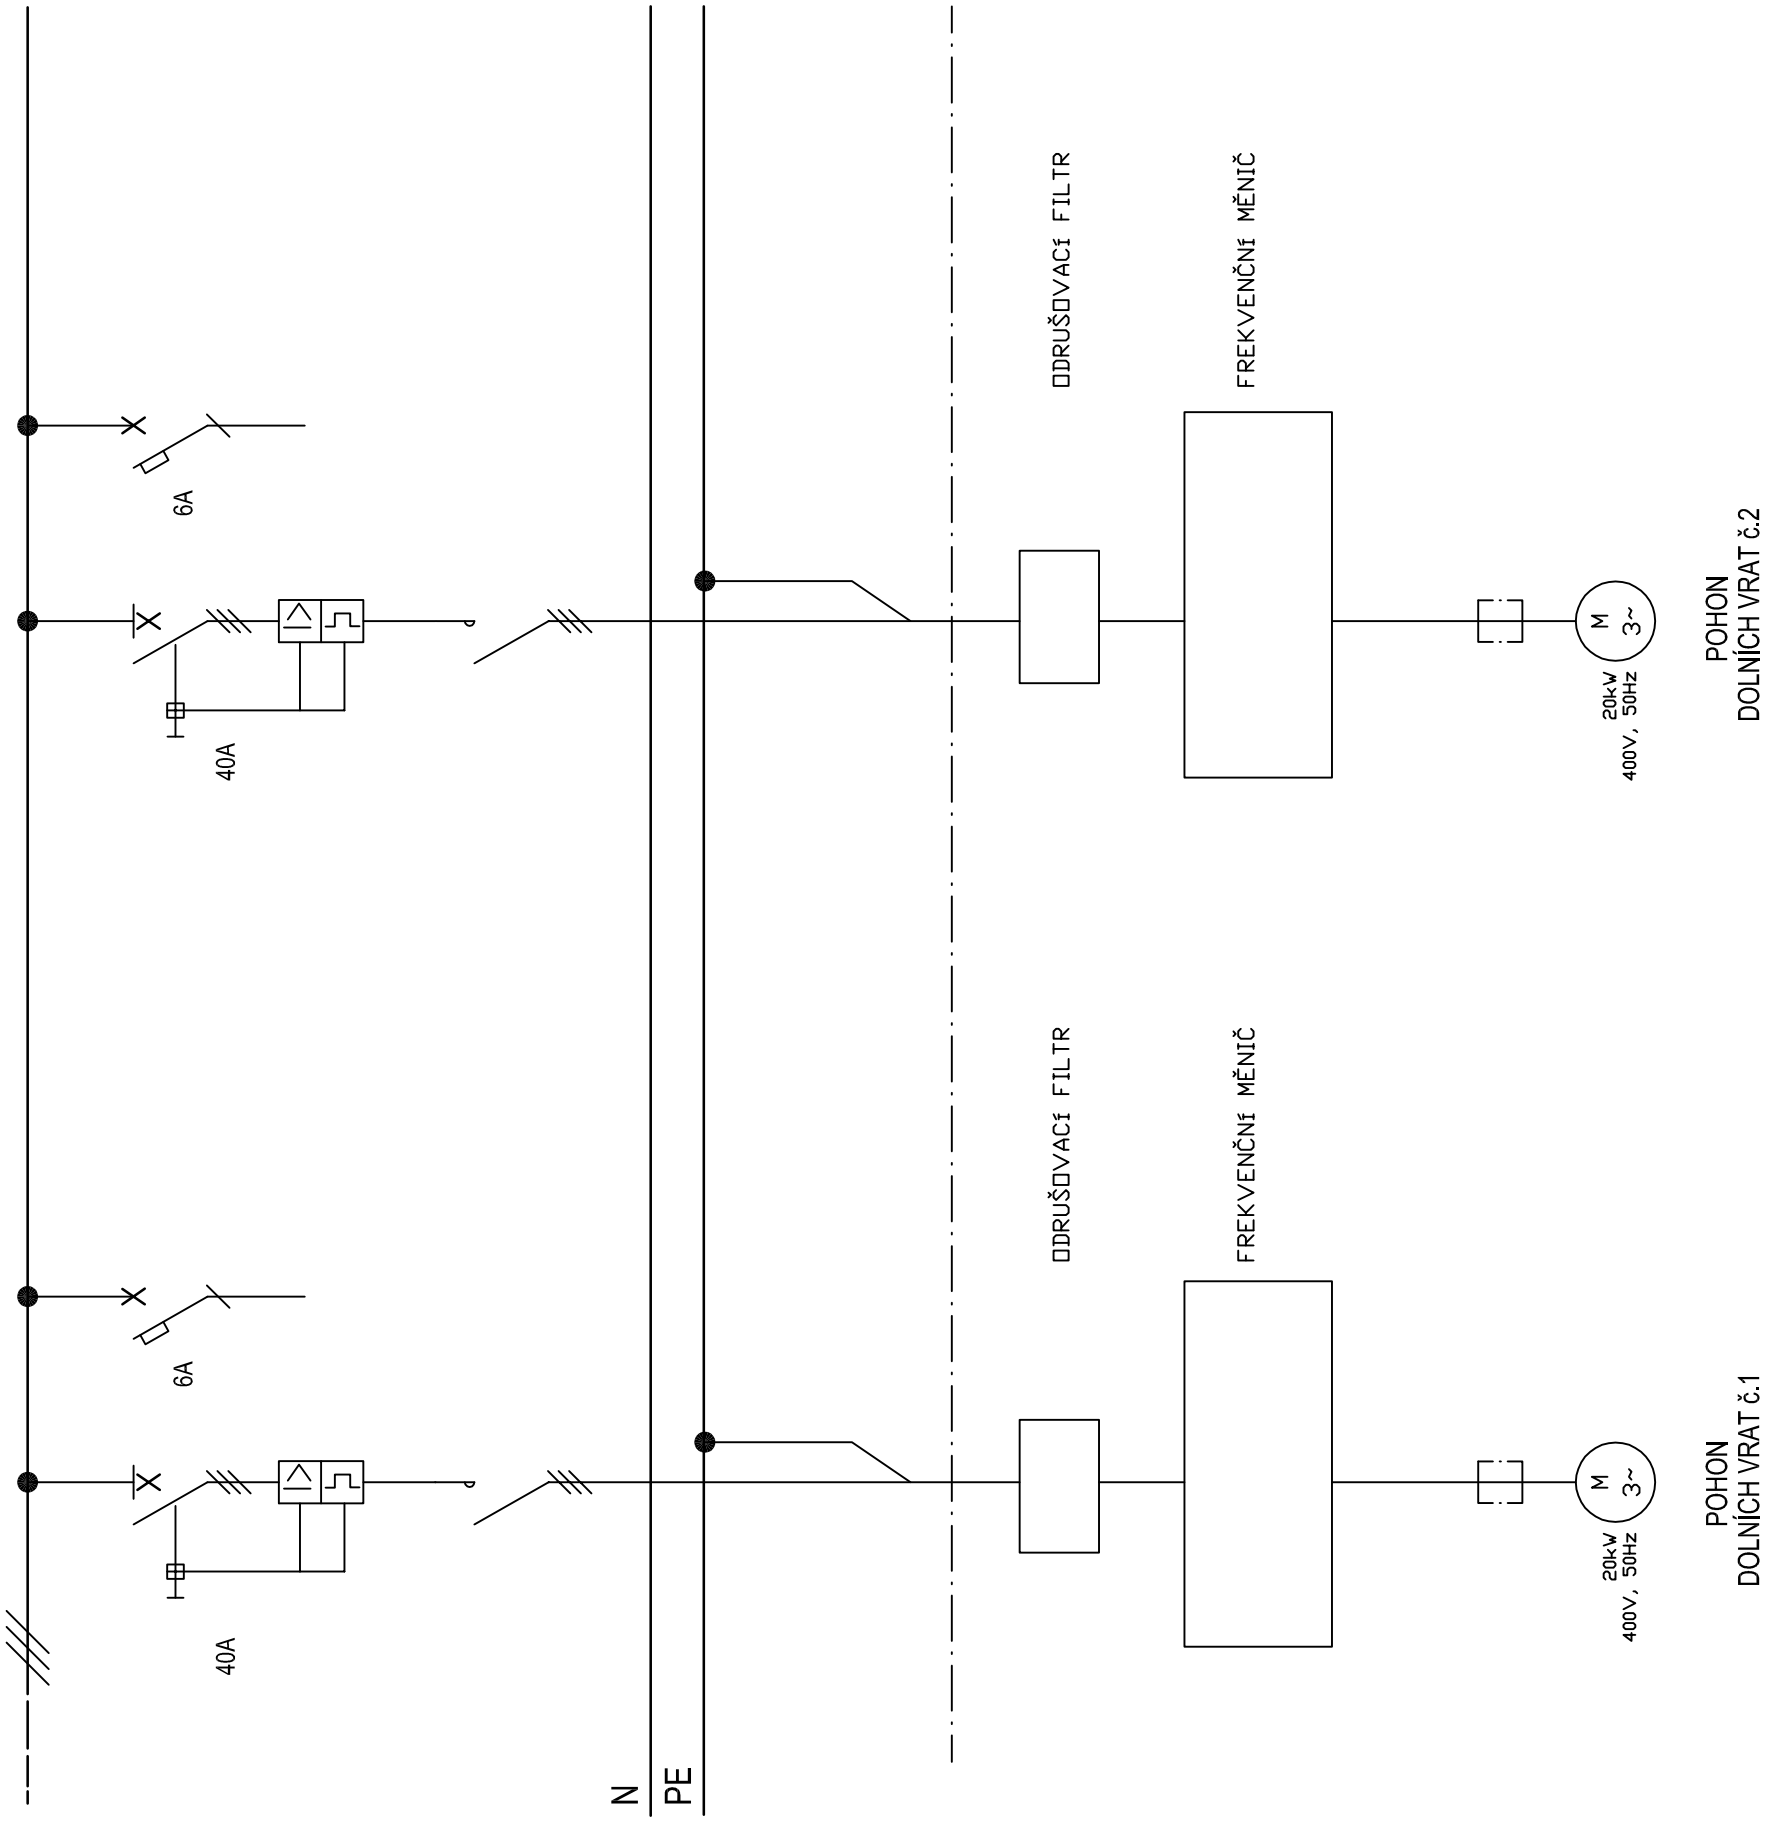 40A
6A
40A
6A
N
PE
ODRUŠOVACÍ FILTR
ODRUŠOVACÍ FILTR
FREKVENČNÍ MĚNIČ
FREKVENČNÍ MĚNIČ
M
3~
20kW
400V, 50Hz
M
3~
20kW
400V, 50Hz
POHON
DOLNÍCH VRAT č.1
POHON
DOLNÍCH VRAT č.2